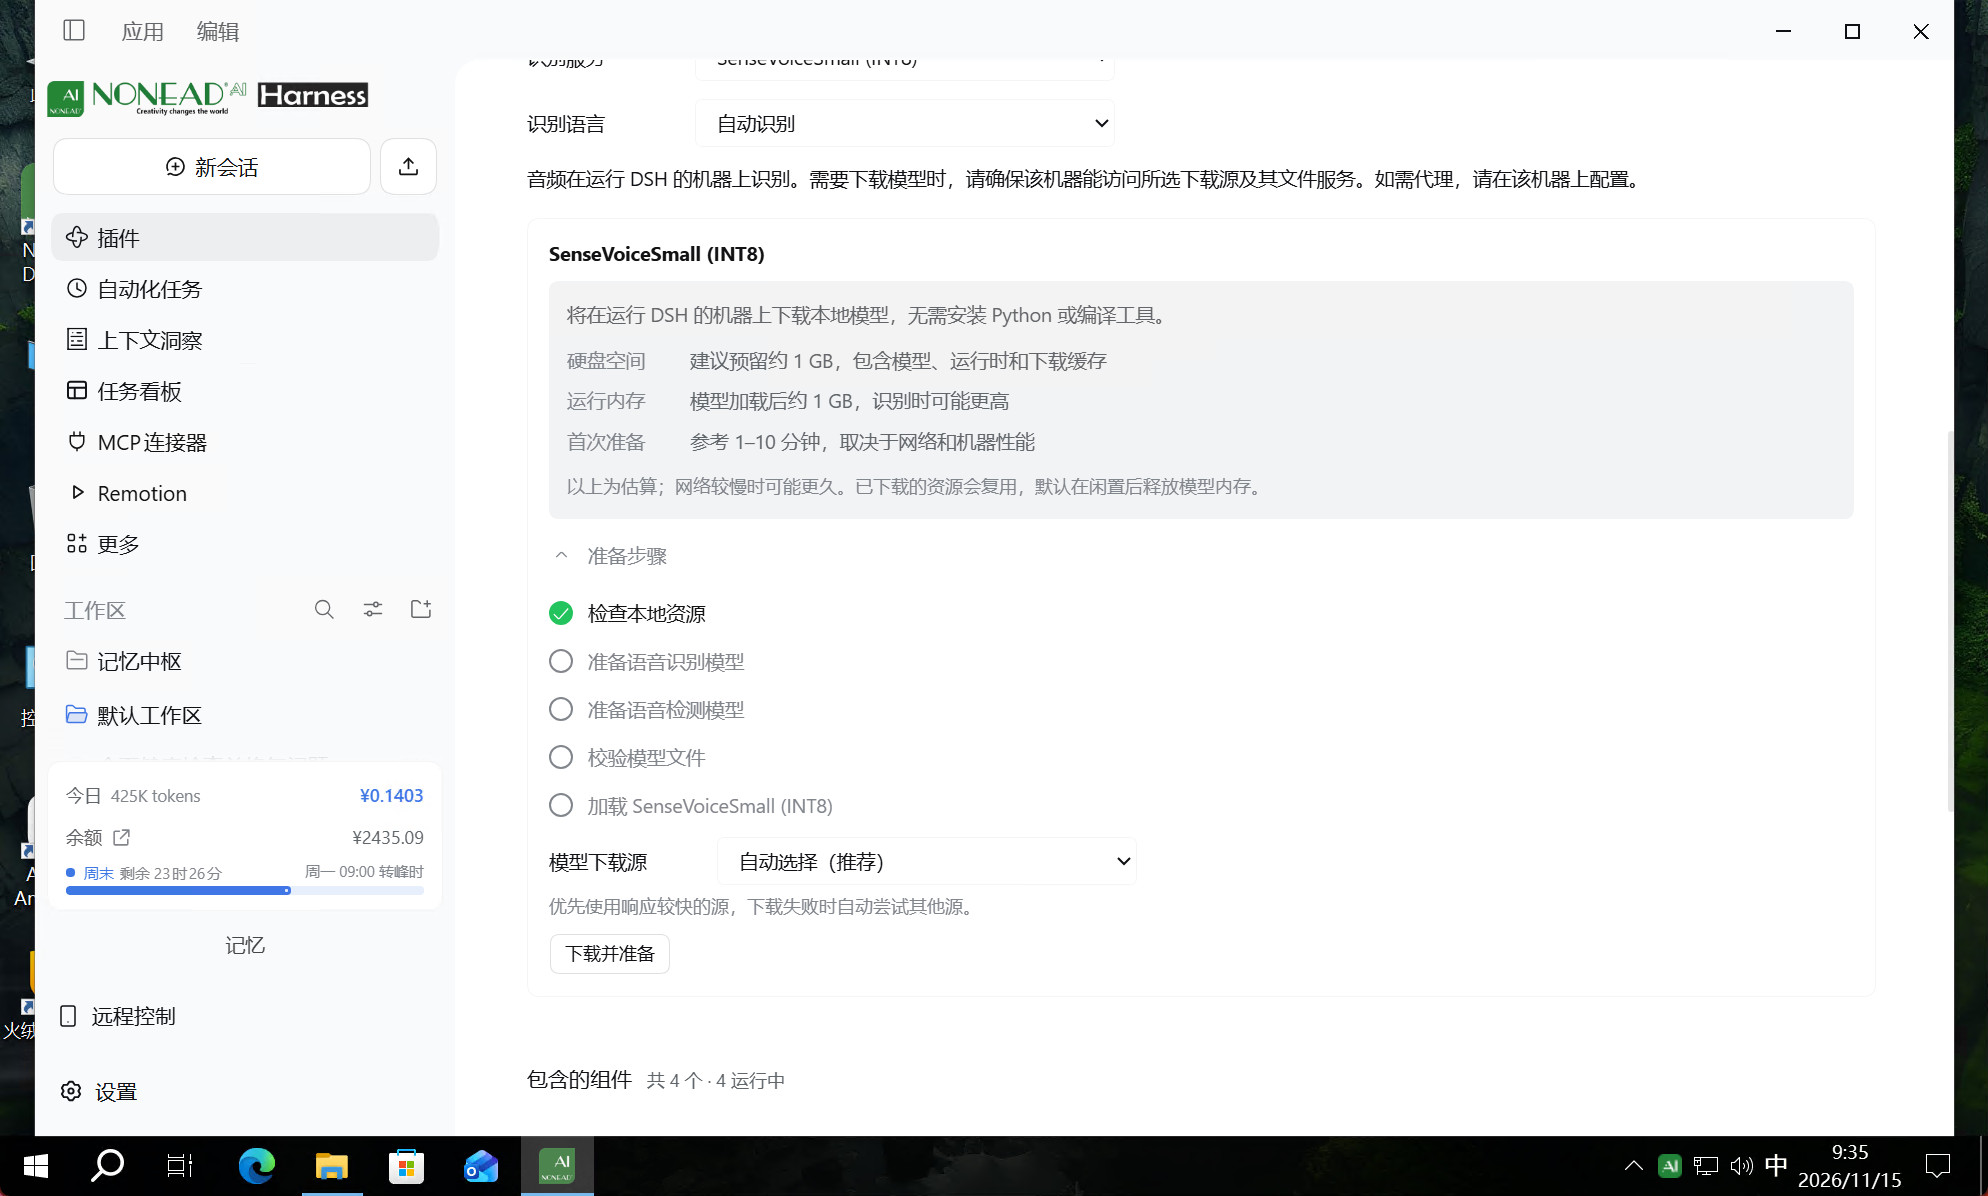 应用 编辑
识别服务 SenseVoiceSmall (INT8)
AI NONEAD NONEAD AI Harness
Creativity changes the world
识别语言 自动识别
新会话
音频在运行 DSH 的机器上识别。需要下载模型时，请确保该机器能访问所选下载源及其文件服务。如需代理，请在该机器上配置。
插件
SenseVoiceSmall (INT8)
自动化任务
将在运行 DSH 的机器上下载本地模型，无需安装 Python 或编译工具。
上下文洞察
硬盘空间 建议预留约 1 GB，包含模型、运行时和下载缓存
任务看板
运行内存 模型加载后约 1 GB，识别时可能更高
MCP 连接器
首次准备 参考 1–10 分钟，取决于网络和机器性能
Remotion
以上为估算；网络较慢时可能更久。已下载的资源会复用，默认在闲置后释放模型内存。
更多
准备步骤
工作区
检查本地资源
记忆中枢
准备语音识别模型
默认工作区
准备语音检测模型
校验模型文件
今日 425K tokens ¥0.1403
加载 SenseVoiceSmall (INT8)
余额 ¥2435.09
模型下载源 自动选择（推荐）
周末 剩余 23时26分 周一 09:00 转峰时
优先使用响应较快的源，下载失败时自动尝试其他源。
记忆
下载并准备
远程控制
包含的组件 共 4 个 · 4 运行中
设置
中
9:35
2026/11/15